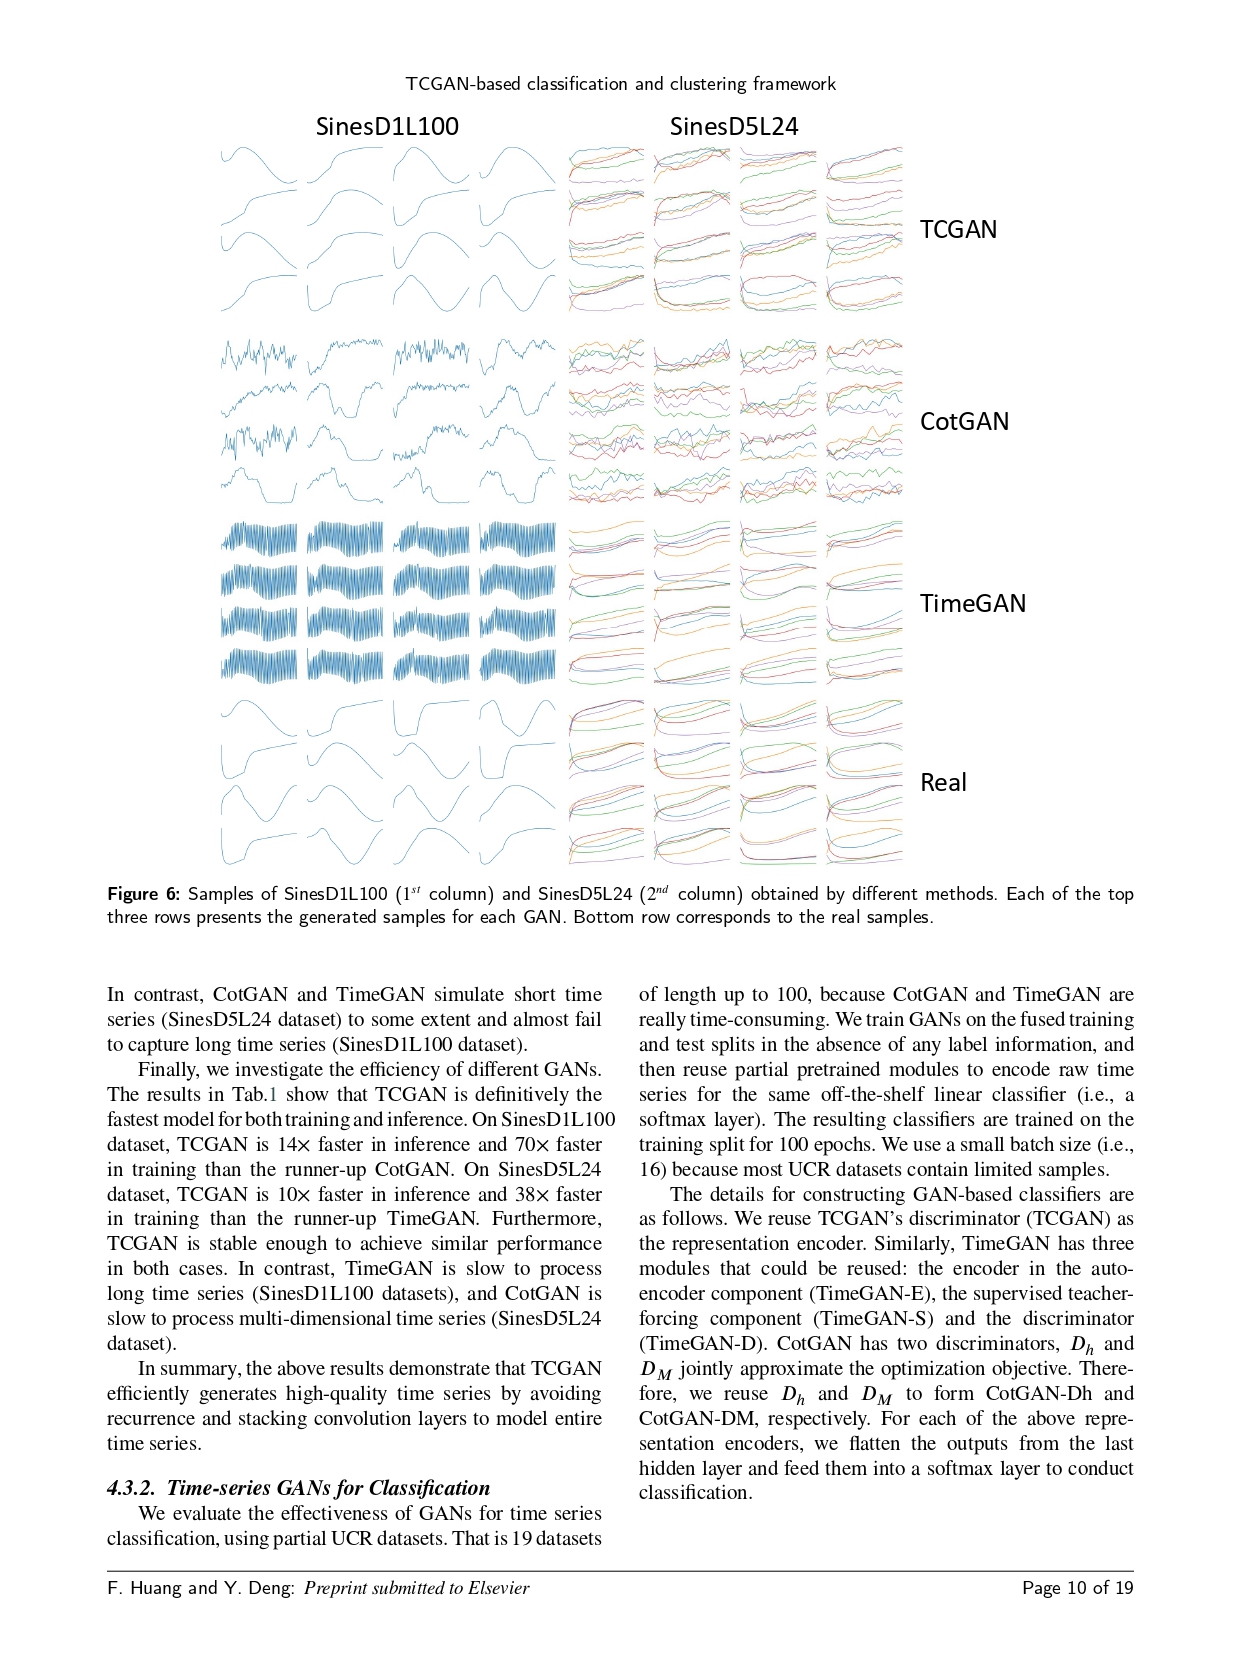 TCGAN-based classification and clustering framework
SinesD1L100
SinesD5L24
TCGAN
CotGAN
TimeGAN
Real
Figure 6: Samples of SinesD1L100 (1st column) and SinesD5L24 (2nd column) obtained by different methods. Each of the top
three rows presents the generated samples for each GAN. Bottom row corresponds to the real samples.
In contrast, CotGAN and TimeGAN simulate short time
series (SinesD5L24 dataset) to some extent and almost fail
to capture long time series (SinesD1L100 dataset).
Finally, we investigate the efficiency of different GANs.
The results in Tab.1 show that TCGAN is definitively the
fastest model for both training and inference. On SinesD1L100
dataset, TCGAN is 14× faster in inference and 70× faster
in training than the runner-up CotGAN. On SinesD5L24
dataset, TCGAN is 10× faster in inference and 38× faster
in training than the runner-up TimeGAN. Furthermore,
TCGAN is stable enough to achieve similar performance
in both cases. In contrast, TimeGAN is slow to process
long time series (SinesD1L100 datasets), and CotGAN is
slow to process multi-dimensional time series (SinesD5L24
dataset).
In summary, the above results demonstrate that TCGAN
efficiently generates high-quality time series by avoiding
recurrence and stacking convolution layers to model entire
time series.
4.3.2. Time-series GANs for Classification
We evaluate the effectiveness of GANs for time series
classification, using partial UCR datasets. That is 19 datasets
of length up to 100, because CotGAN and TimeGAN are
really time-consuming. We train GANs on the fused training
and test splits in the absence of any label information, and
then reuse partial pretrained modules to encode raw time
series for the same off-the-shelf linear classifier (i.e., a
softmax layer). The resulting classifiers are trained on the
training split for 100 epochs. We use a small batch size (i.e.,
16) because most UCR datasets contain limited samples.
The details for constructing GAN-based classifiers are
as follows. We reuse TCGAN's discriminator (TCGAN) as
the representation encoder. Similarly, TimeGAN has three
modules that could be reused: the encoder in the auto-
encoder component (TimeGAN-E), the supervised teacher-
forcing component (TimeGAN-S) and the discriminator
(TimeGAN-D). CotGAN has two discriminators, Dh and
DM jointly approximate the optimization objective. There-
fore, we reuse Dh and DM to form CotGAN-Dh and
CotGAN-DM, respectively. For each of the above repre-
sentation encoders, we flatten the outputs from the last
hidden layer and feed them into a softmax layer to conduct
classification.
F. Huang and Y. Deng: Preprint submitted to Elsevier
Page 10 of 19